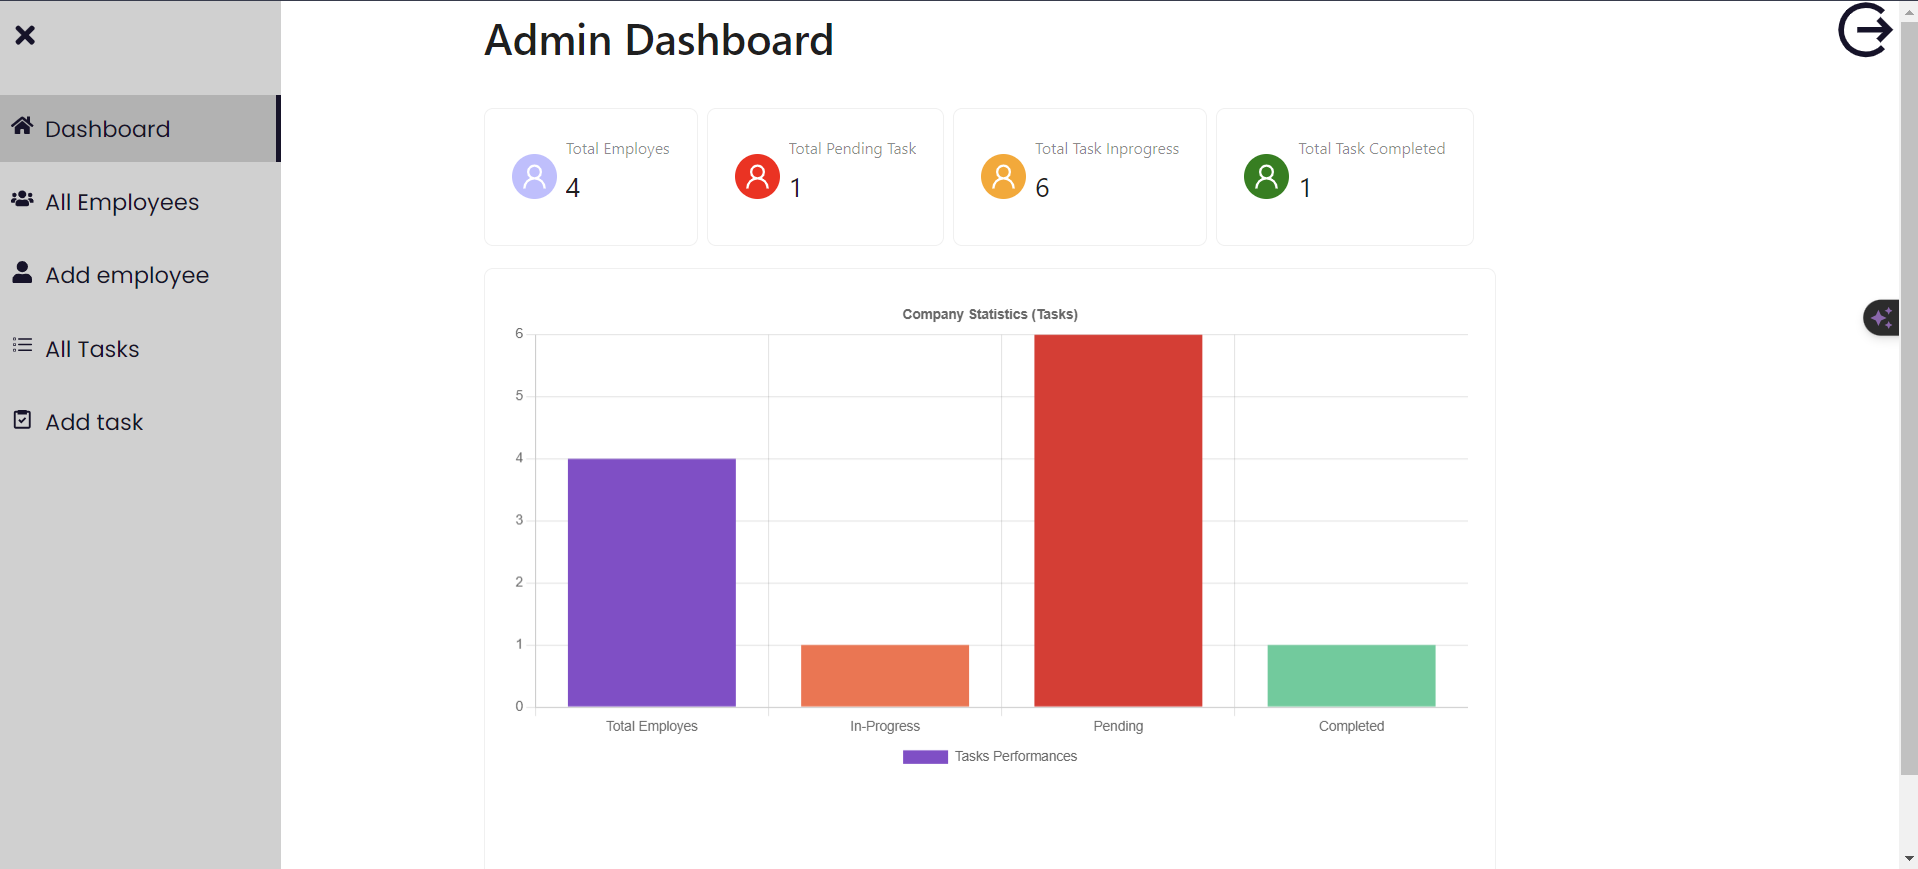 Admin Dashboard
Dashboard
All Employees
Add employee
All Tasks
Add task
Total Employes
4
Total Pending Task
1
Total Task Inprogress
6
Total Task Completed
1
Company Statistics (Tasks)
6
5
4
3
2
1
0
Total Employes
In-Progress
Pending
Completed
Tasks Performances